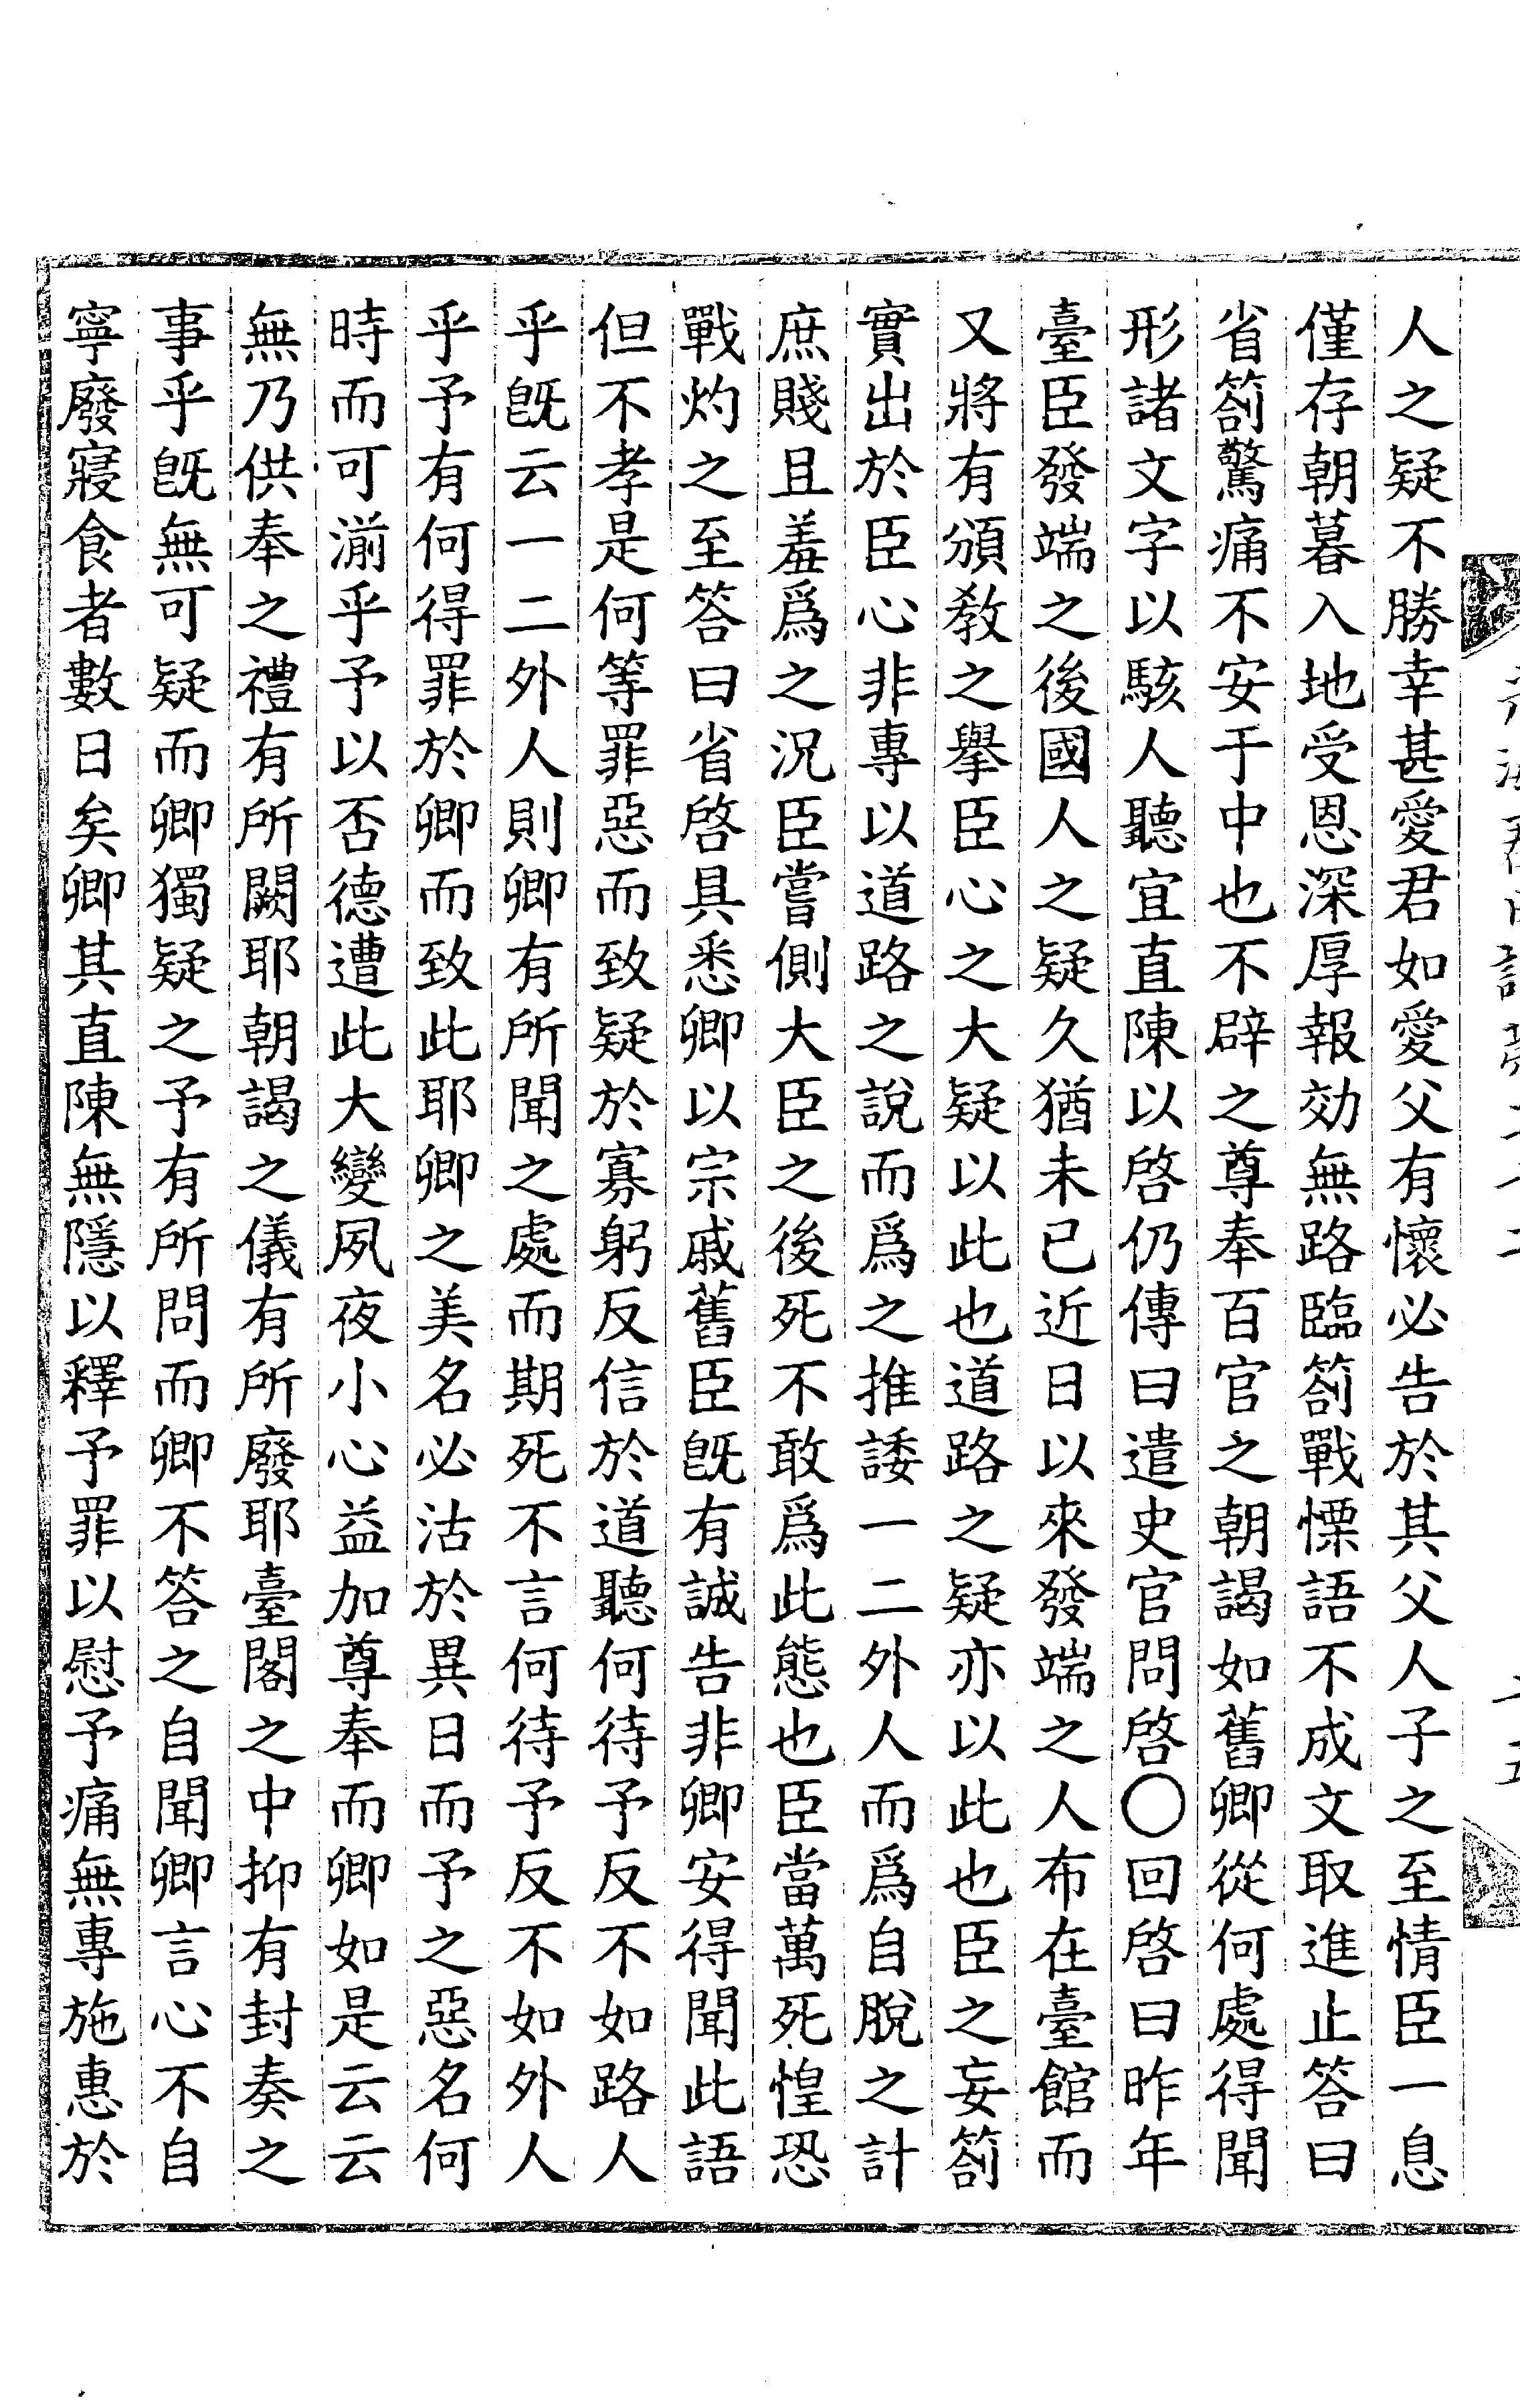 人之疑不勝幸甚愛君如愛父有懷必告於其父人子之至情臣一息
僅存朝暮入地受恩深厚報効無路臨箚戰慄語不成文取進止答曰
省箚驚痛不安于中也不辟之尊奉百官之朝謁如舊卿從何處得聞
形諸文字以駭人聽宜直陳以啓仍傳曰遣史官問啓〇回啓曰昨年
臺臣發端之後國人之疑久猶未已近日以來發端之人布在臺館而
又將有頒教之擧臣心之大疑以此也道路之疑亦以此也臣之妄箚
實出於臣心非專以道路之說而爲之推諉一二外人而爲自脫之計
庶賤且羞爲之況臣嘗側大臣之後死不敢爲此態也臣當萬死惶恐
戰灼之至答曰省啓具悉卿以宗戚舊臣旣有誠告非卿安得聞此語
但不孝是何等罪惡而致疑於寡躬反信於道聽何待予反不如路人
乎旣云一二外人則卿有所聞之處而期死不言何待予反不如外人
乎予有何得罪於卿而致此耶卿之美名必沽於異日而予之惡名何
時而可湔乎予以否德遭此大變夙夜小心益加尊奉而卿如是云云
無乃供奉之禮有所闕耶朝謁之儀有所廢耶臺閣之中抑有封奏之
事乎旣無可疑而卿獨疑之予有所問而卿不答之自聞卿言心不自
寧廢寢食者數日矣卿其直陳無隱以釋予罪以慰予痛無專施惠於